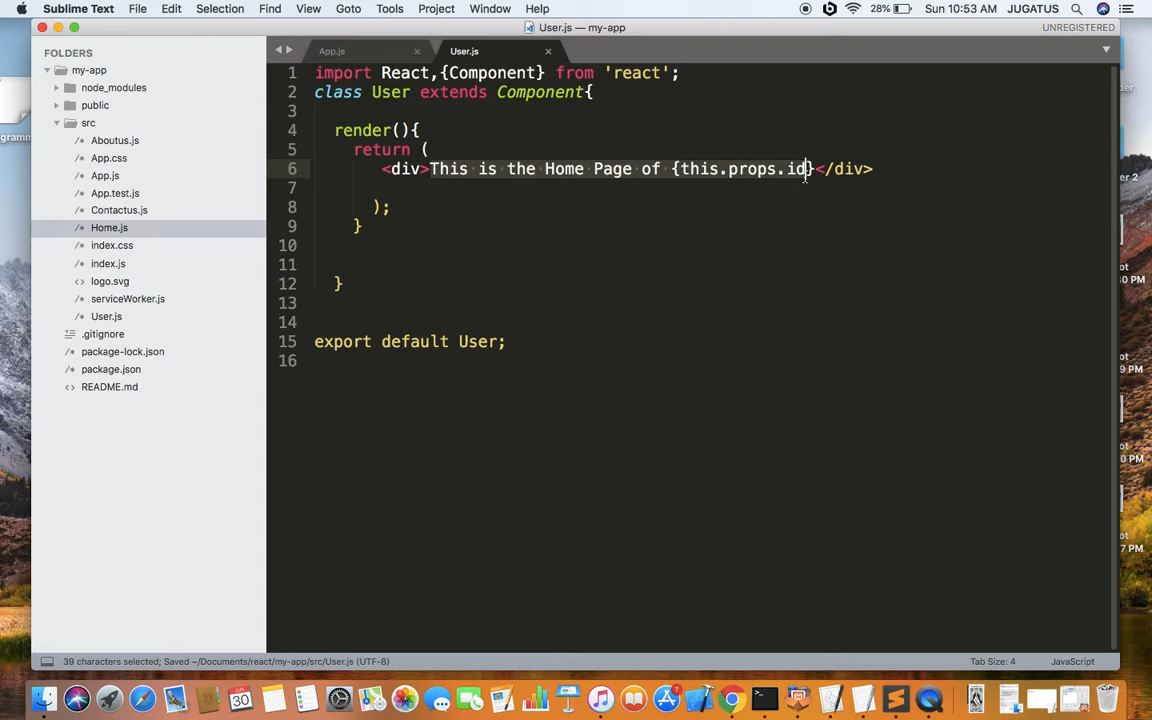 Sublime Text File Edit Selection Find View Goto Tools Project Window Help 28% Sun 10:53 AM JUGATUS
User.js — my-app UNREGISTERED
FOLDERS
my-app
node_modules
public
src
Aboutus.js
App.css
App.js
App.test.js
Contactus.js
Home.js
index.css
index.js
logo.svg
serviceWorker.js
User.js
.gitignore
package-lock.json
package.json
README.md
App.js User.js
1 import React,{Component} from 'react';
2 class User extends Component{
3
4 render(){
5 return (
6 <div>This is the Home Page of {this.props.id}</div>
7
8 );
9 }
10
11
12 }
13
14
15 export default User;
16
39 characters selected; Saved ~/Documents/react/my-app/src/User.js (UTF-8) Tab Size: 4 JavaScript
JUN
30
7